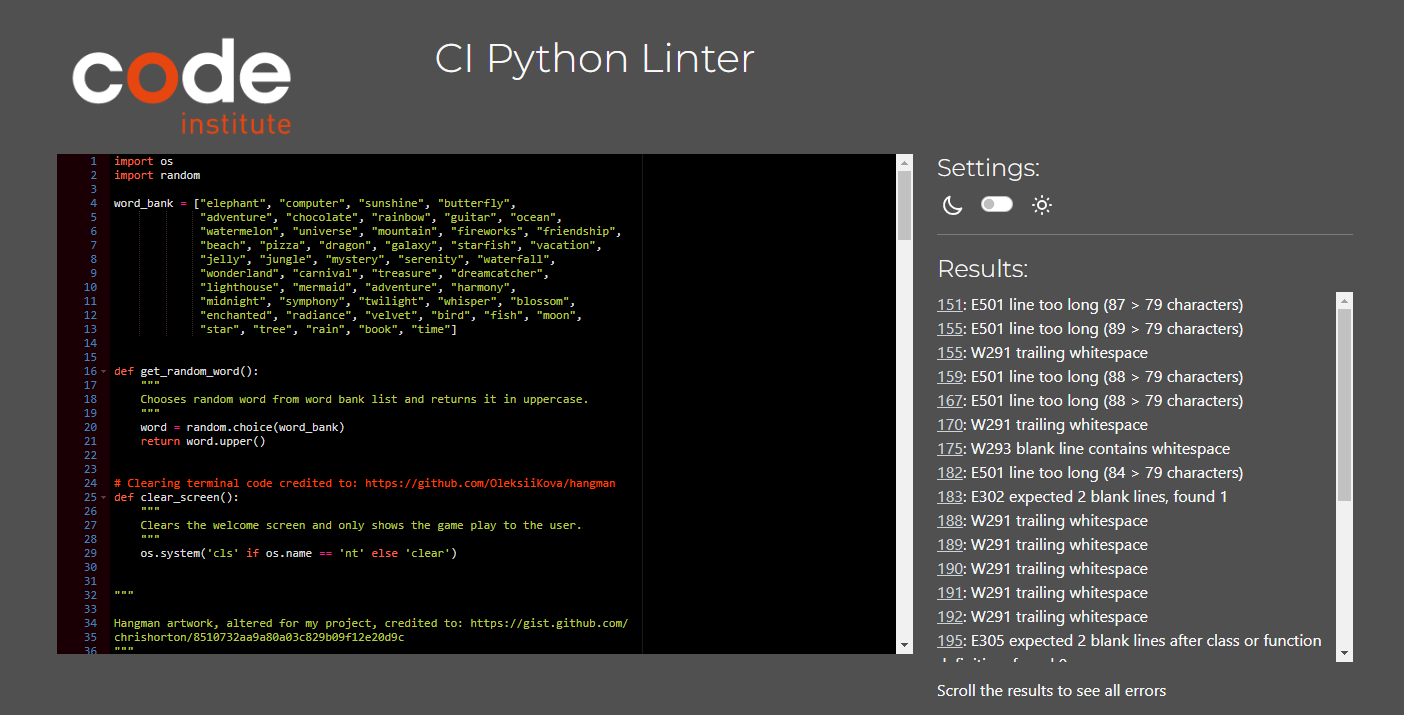 code
institute
CI Python Linter
1 import os
2 import random
3
4 word_bank = ["elephant", "computer", "sunshine", "butterfly",
5 "adventure", "chocolate", "rainbow", "guitar", "ocean",
6 "watermelon", "universe", "mountain", "fireworks", "friendship",
7 "beach", "pizza", "dragon", "galaxy", "starfish", "vacation",
8 "jelly", "jungle", "mystery", "serenity", "waterfall",
9 "wonderland", "carnival", "treasure", "dreamcatcher",
10 "lighthouse", "mermaid", "adventure", "harmony",
11 "midnight", "symphony", "twilight", "whisper", "blossom",
12 "enchanted", "radiance", "velvet", "bird", "fish", "moon",
13 "star", "tree", "rain", "book", "time"]
14
15
16 def get_random_word():
17 """
18 Chooses random word from word bank list and returns it in uppercase.
19 """
20 word = random.choice(word_bank)
21 return word.upper()
22
23
24 # Clearing terminal code credited to: https://github.com/OleksiiKova/hangman
25 def clear_screen():
26 """
27 Clears the welcome screen and only shows the game play to the user.
28 """
29 os.system('cls' if os.name == 'nt' else 'clear')
30
31
32 """
33
34 Hangman artwork, altered for my project, credited to: https://gist.github.com/
35 chrishorton/8510732aa9a80a03c829b09f12e20d9c
36 """
Settings:
Results:
151: E501 line too long (87 > 79 characters)
155: E501 line too long (89 > 79 characters)
155: W291 trailing whitespace
159: E501 line too long (88 > 79 characters)
167: E501 line too long (88 > 79 characters)
170: W291 trailing whitespace
175: W293 blank line contains whitespace
182: E501 line too long (84 > 79 characters)
183: E302 expected 2 blank lines, found 1
188: W291 trailing whitespace
189: W291 trailing whitespace
190: W291 trailing whitespace
191: W291 trailing whitespace
192: W291 trailing whitespace
195: E305 expected 2 blank lines after class or function
Scroll the results to see all errors